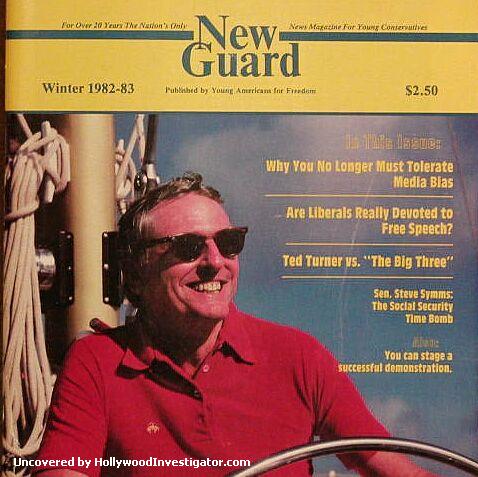 For Over 20 Years The Nation's Only
News Magazine For Young Conservatives
New
Guard
Winter 1982-83
Published by Young Americans for Freedom
$2.50
In This Issue:
Why You No Longer Must Tolerate
Media Bias
Are Liberals Really Devoted to
Free Speech?
Ted Turner vs. "The Big Three"
Sen. Steve Symms:
The Social Security
Time Bomb
Also:
You can stage a
successful demonstration.
Uncovered by HollywoodInvestigator.com